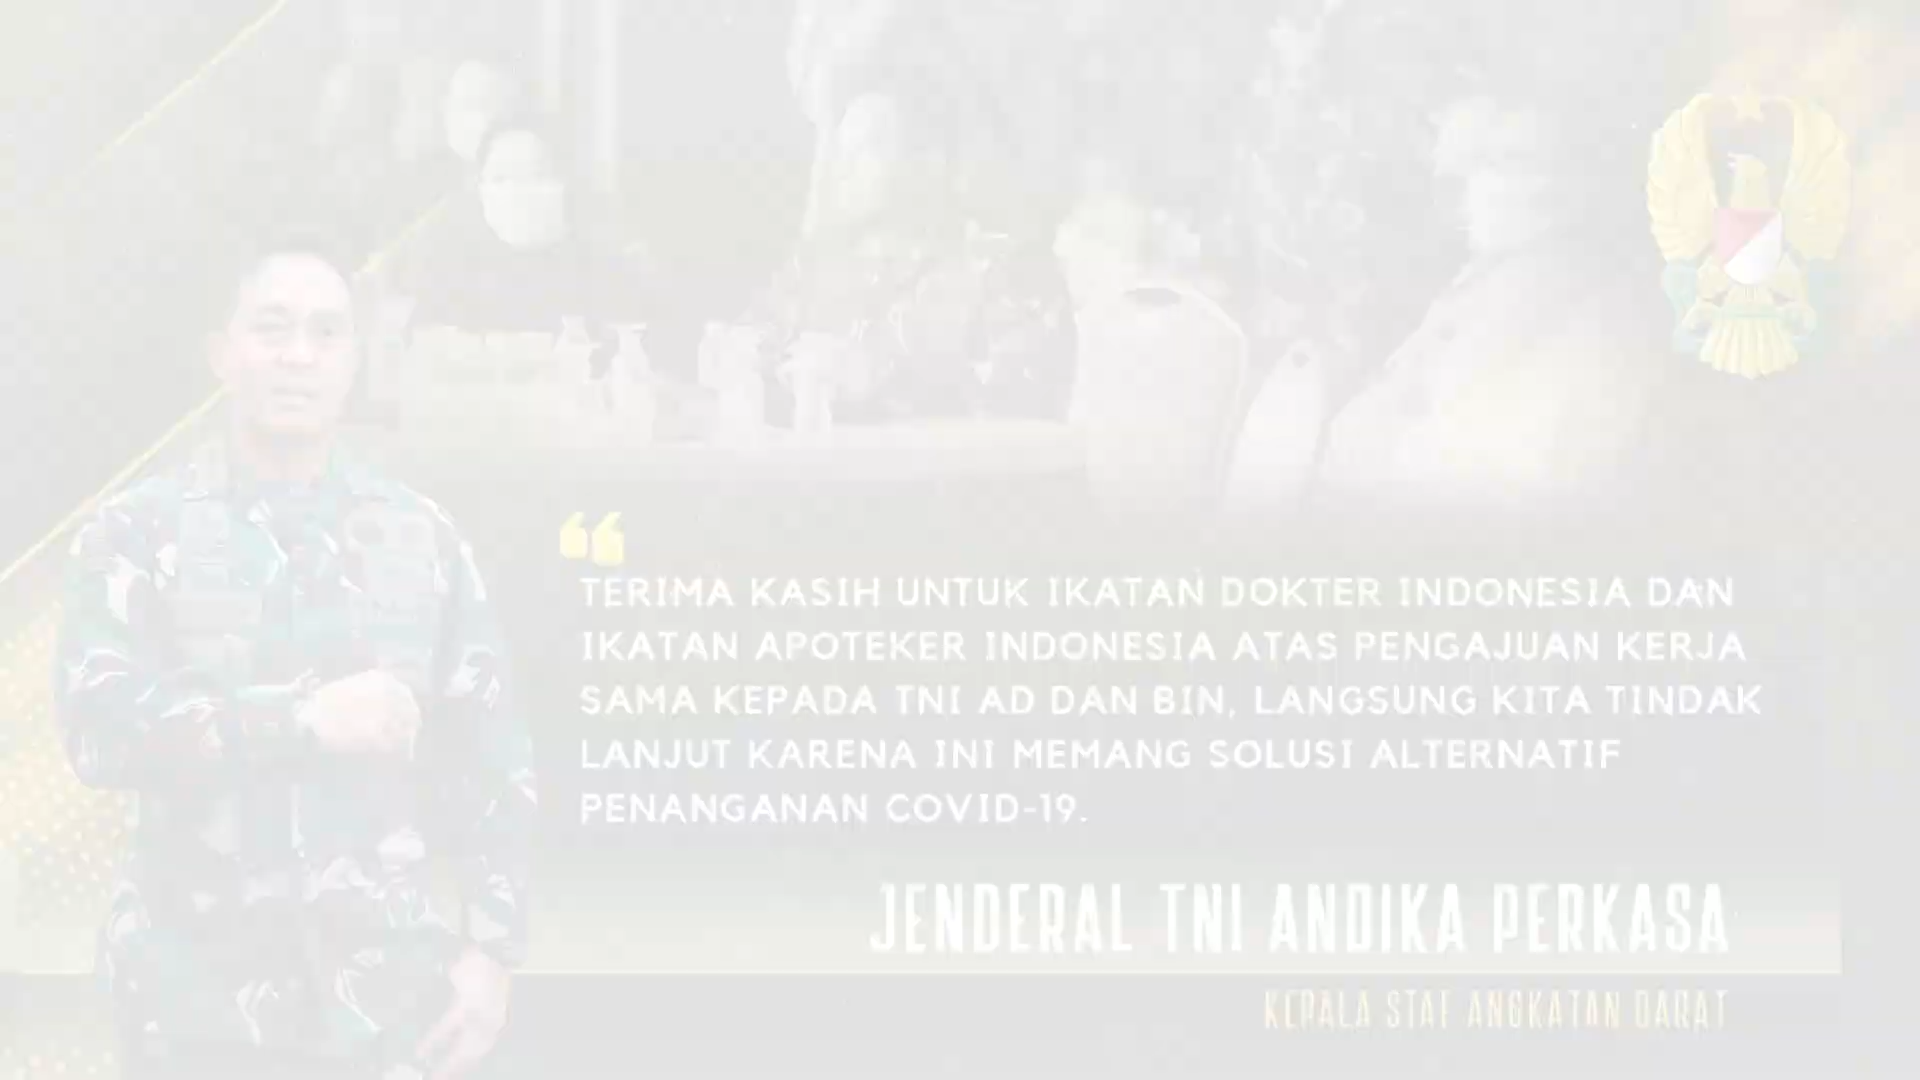 TERIMA KASIH UNTUK IKATAN DOKTER INDONESIA DAN
IKATAN APOTEKER INDONESIA ATAS PENGAJUAN KERJA
SAMA KEPADA TNI AD DAN BIN, LANGSUNG KITA TINDAK
LANJUT KARENA INI MEMANG SOLUSI ALTERNATIF
PENANGANAN COVID-19.
JENDERAL TNI ANDIKA PERKASA
KEPALA STAF ANGKATAN DARAT